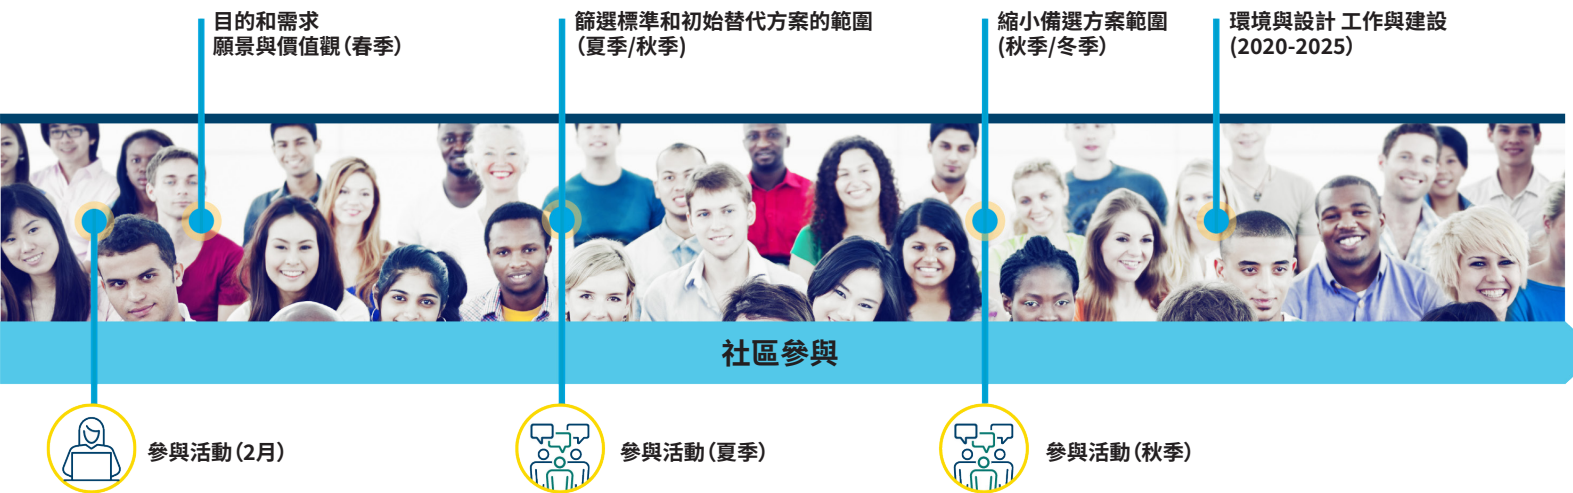 目的和需求
願景與價值觀（春季）
篩選標準和初始替代方案的範圍
（夏季/秋季)
縮小備選方案範圍
(秋季/冬季）
環境與設計 工作與建設
(2020-2025）
社區參與
參與活動（2月）
參與活動（夏季）
參與活動（秋季）